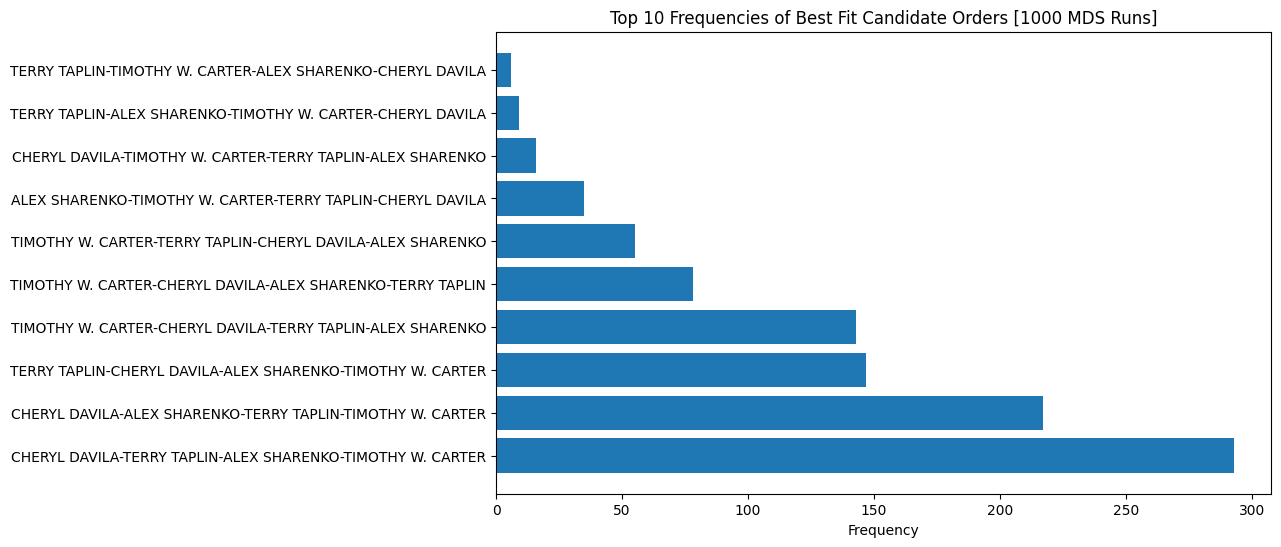 Top 10 Frequencies of Best Fit Candidate Orders [1000 MDS Runs]
TERRY TAPLIN-TIMOTHY W. CARTER-ALEX SHARENKO-CHERYL DAVILA
TERRY TAPLIN-ALEX SHARENKO-TIMOTHY W. CARTER-CHERYL DAVILA
CHERYL DAVILA-TIMOTHY W. CARTER-TERRY TAPLIN-ALEX SHARENKO
ALEX SHARENKO-TIMOTHY W. CARTER-TERRY TAPLIN-CHERYL DAVILA
TIMOTHY W. CARTER-TERRY TAPLIN-CHERYL DAVILA-ALEX SHARENKO
TIMOTHY W. CARTER-CHERYL DAVILA-ALEX SHARENKO-TERRY TAPLIN
TIMOTHY W. CARTER-CHERYL DAVILA-TERRY TAPLIN-ALEX SHARENKO
TERRY TAPLIN-CHERYL DAVILA-ALEX SHARENKO-TIMOTHY W. CARTER
CHERYL DAVILA-ALEX SHARENKO-TERRY TAPLIN-TIMOTHY W. CARTER
CHERYL DAVILA-TERRY TAPLIN-ALEX SHARENKO-TIMOTHY W. CARTER
0 50 100 150 200 250 300
Frequency